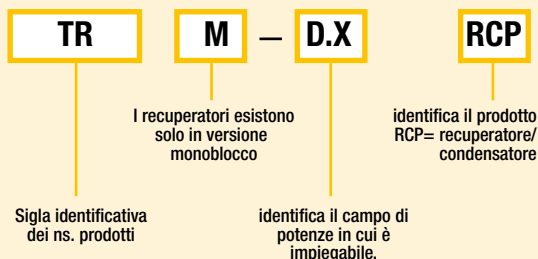 TR M – D.X RCP
I recuperatori esistono
solo in versione
monoblocco
identifica il prodotto
RCP= recuperatore/
condensatore
Sigla identificativa
dei ns. prodotti
identifica il campo di
potenze in cui è
impiegabile.